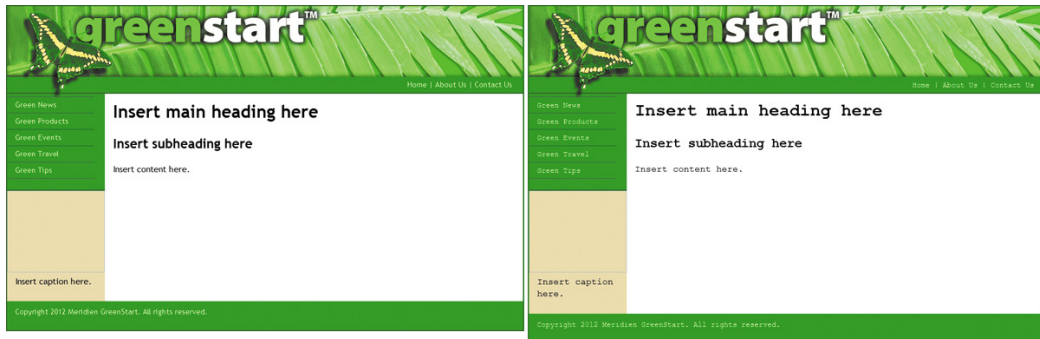 greenstart™
Home | About Us | Contact Us
Green News
Green Products
Green Events
Green Travel
Green Tips
Insert main heading here
Insert subheading here
Insert content here.
Insert caption here.
Copyright 2012 Meridien GreenStart. All rights reserved.
greenstart™
Home | About Us | Contact Us
Green News
Green Products
Green Events
Green Travel
Green Tips
Insert main heading here
Insert subheading here
Insert content here.
Insert caption
here.
Copyright 2012 Meridien GreenStart. All rights reserved.